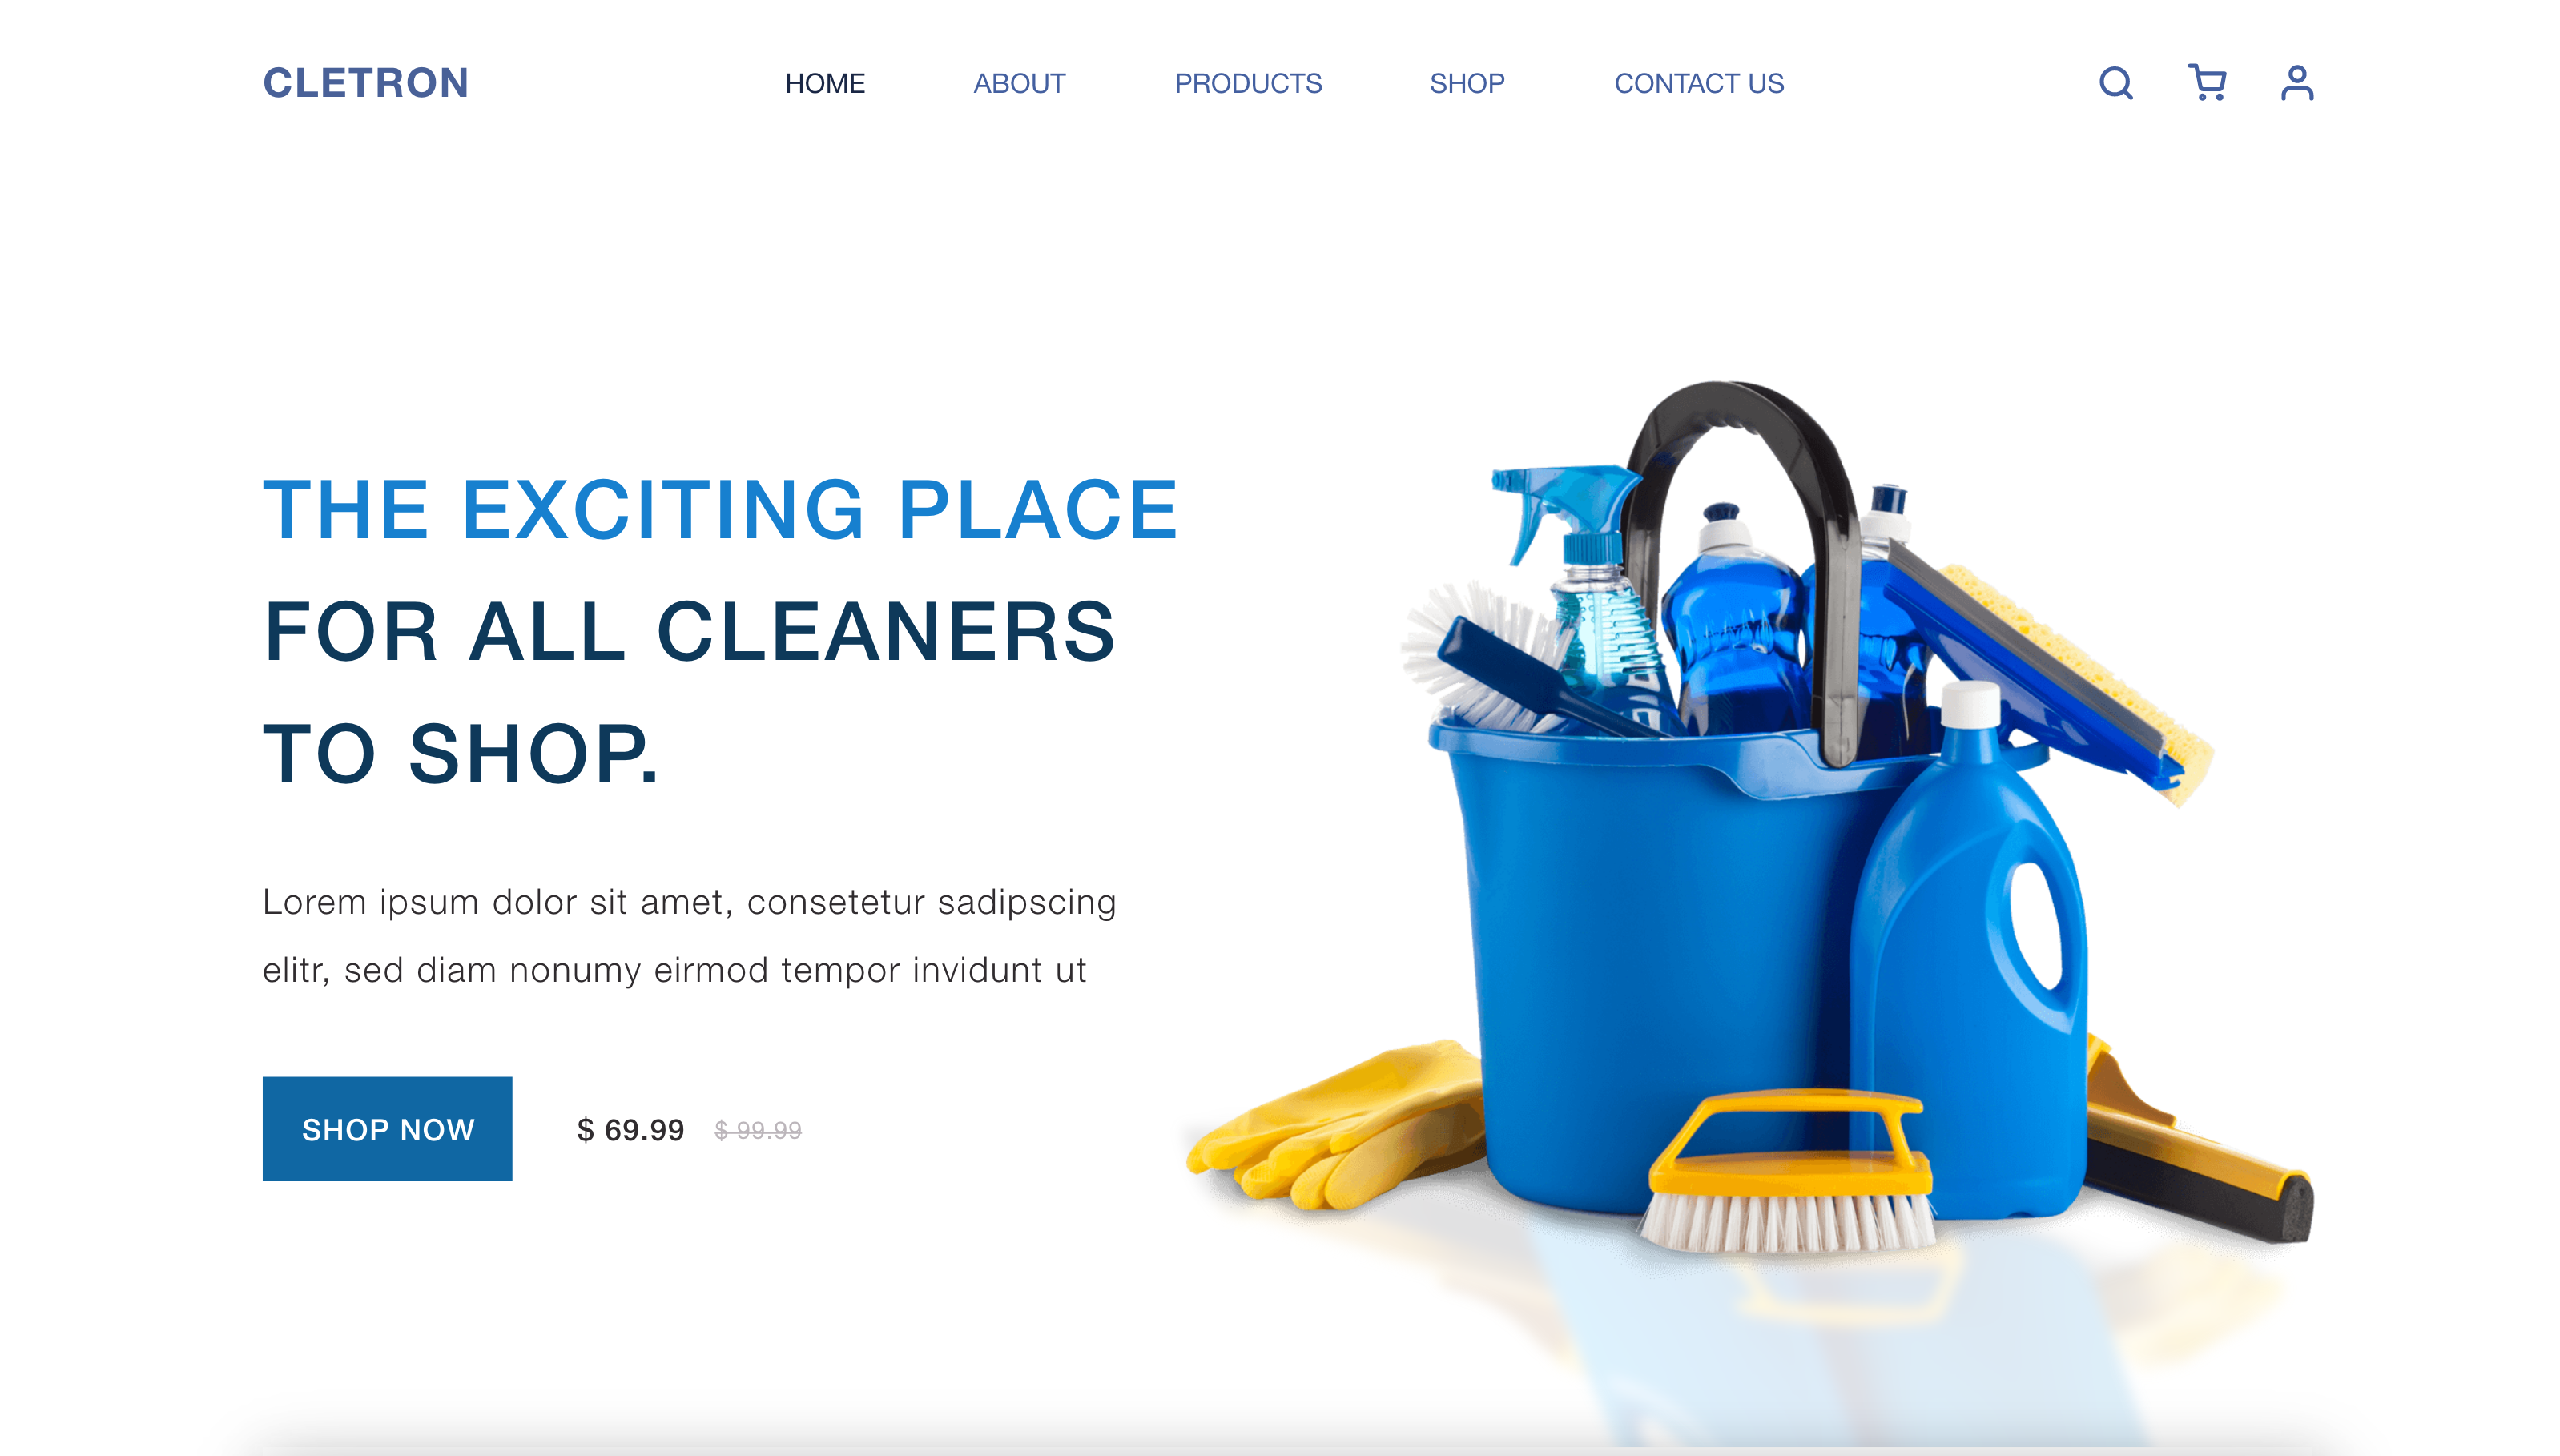 CLETRON
HOME ABOUT PRODUCTS SHOP CONTACT US
THE EXCITING PLACE
FOR ALL CLEANERS
TO SHOP.
Lorem ipsum dolor sit amet, consetetur sadipscing
elitr, sed diam nonumy eirmod tempor invidunt ut
SHOP NOW
$ 69.99 $ 99.99